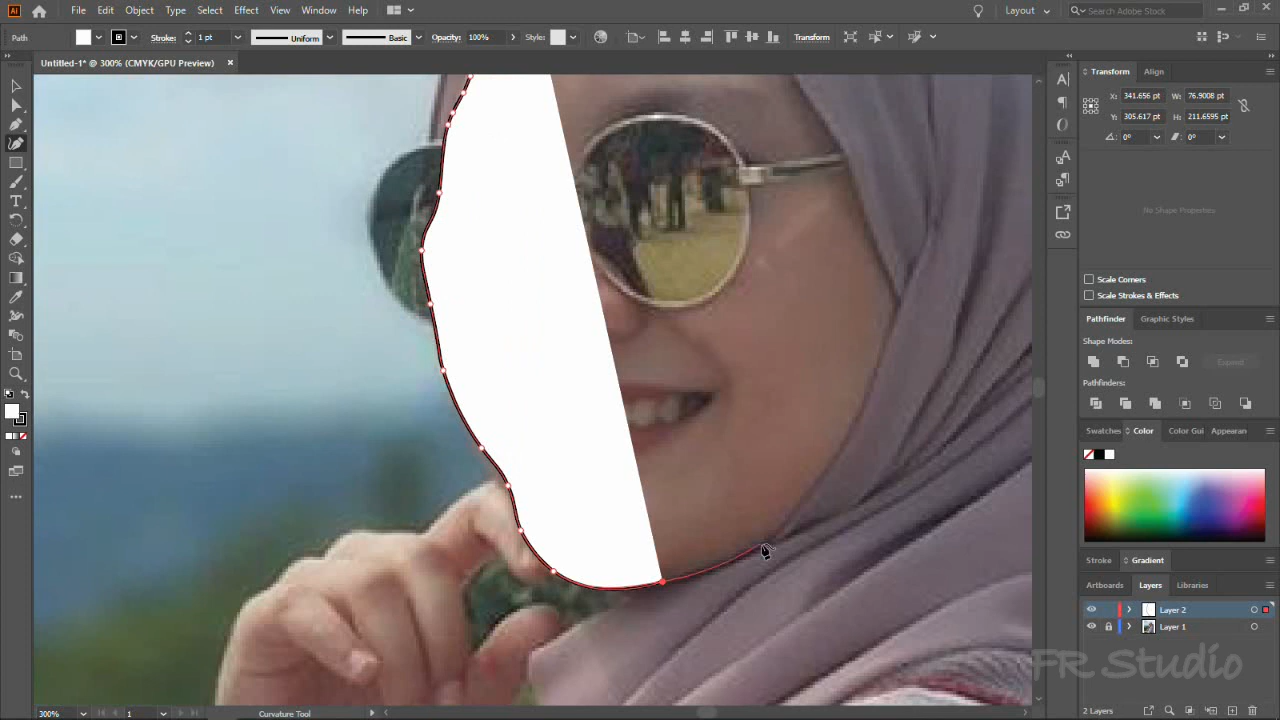 Ai File Edit Object Type Select Effect View Window Help Layout Search Adobe Stock
Path Stroke: 1 pt Uniform Basic Opacity: 100% Style: Transform
Untitled-1* @ 300% (CMYK/GPU Preview)
Transform Align
X: 341.656 pt W: 76.9008 pt
Y: 305.617 pt H: 211.6595 pt
0° 0°
No Shape Properties
Scale Corners
Scale Strokes & Effects
Pathfinder Graphic Styles
Shape Modes:
Expand
Pathfinders:
Swatches Color Color Gui Appearan
Stroke Gradient
Artboards Layers Libraries
Layer 2
Layer 1
FR Studio
300% 1 Curvature Tool 2 Layers